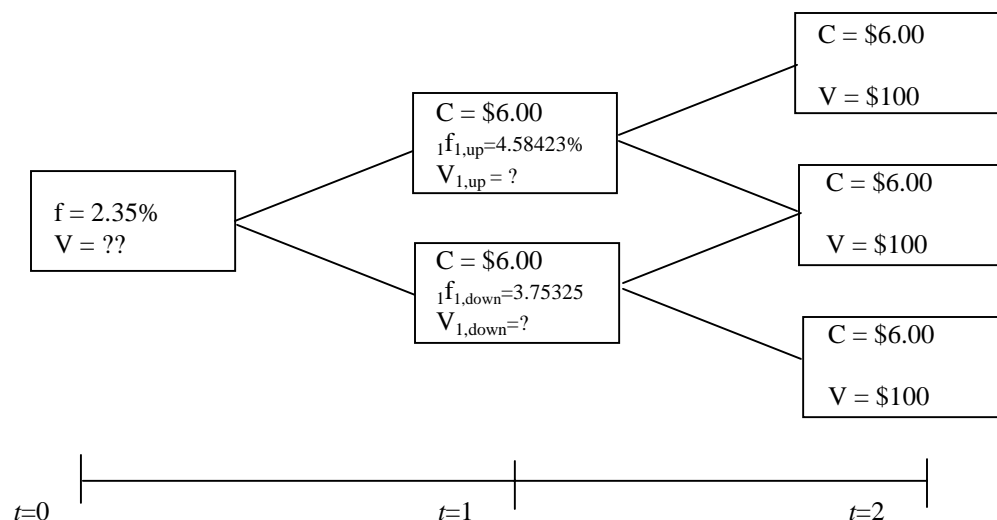 f = 2.35%
V = ??
C = $6.00
₁f₁,up=4.58423%
V₁,up = ?
C = $6.00
₁f₁,down=3.75325
V₁,down=?
C = $6.00
V = $100
C = $6.00
V = $100
C = $6.00
V = $100
t=0
t=1
t=2